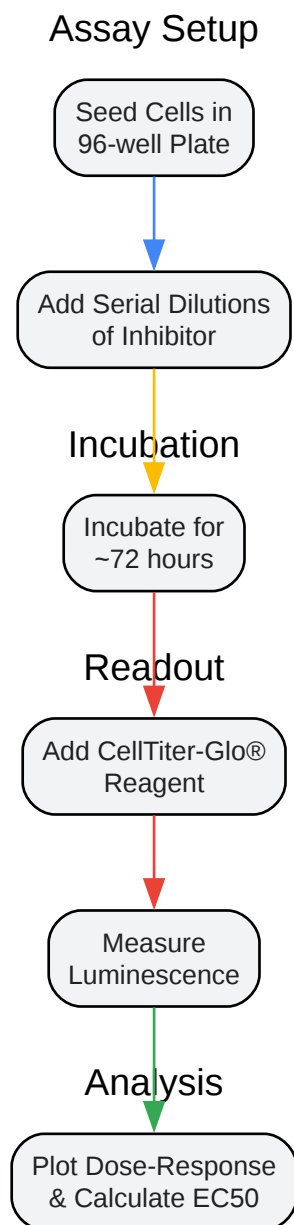 Assay Setup
Seed Cells in
96-well Plate
Add Serial Dilutions
of Inhibitor
Incubation
Incubate for
~72 hours
Readout
Add CellTiter-Glo®
Reagent
Measure
Luminescence
Analysis
Plot Dose-Response
& Calculate EC50